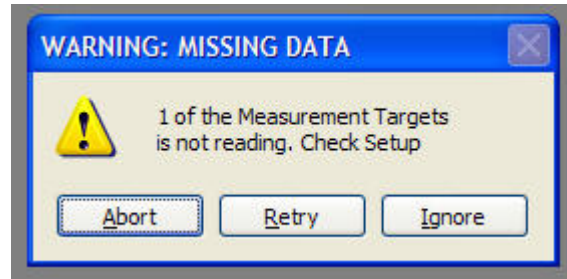 WARNING: MISSING DATA
1 of the Measurement Targets
is not reading. Check Setup
Abort Retry Ignore